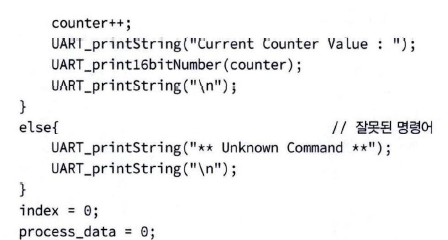 counter++;
UART_printString("Current Counter Value : ");
UART_print16bitNumber(counter);
UART_printString("\n");
}
else{ // 잘못된 명령어
UART_printString("** Unknown Command **");
UART_printString("\n");
}
index = 0;
process_data = 0;